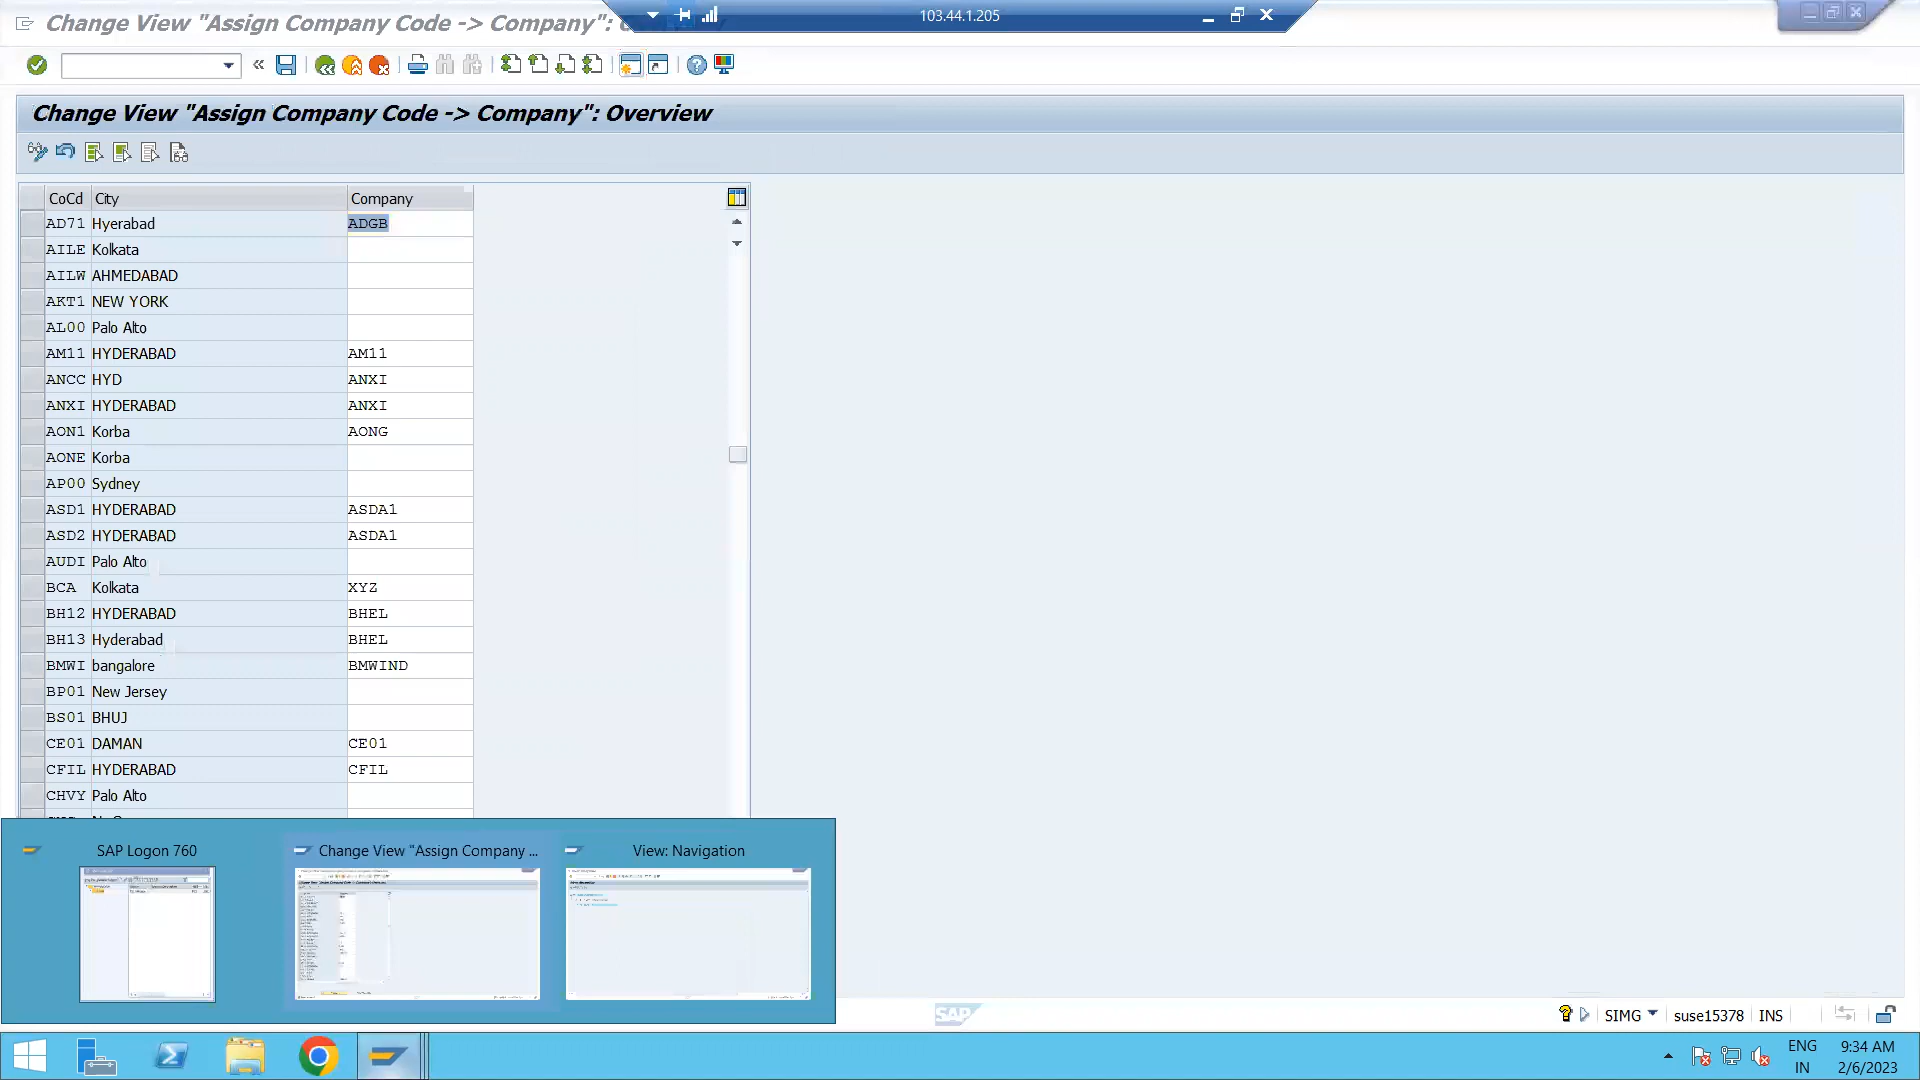 Change View "Assign Company Code -> Company":
103.44.1.205
Change View "Assign Company Code -> Company": Overview
CoCd City Company
AD71 Hyerabad ADGB
AILE Kolkata
AILW AHMEDABAD
AKT1 NEW YORK
AL00 Palo Alto
AM11 HYDERABAD AM11
ANCC HYD ANXI
ANXI HYDERABAD ANXI
AON1 Korba AONG
AONE Korba
AP00 Sydney
ASD1 HYDERABAD ASDA1
ASD2 HYDERABAD ASDA1
AUDI Palo Alto
BCA Kolkata XYZ
BH12 HYDERABAD BHEL
BH13 Hyderabad BHEL
BMWI bangalore BMWIND
BP01 New Jersey
BS01 BHUJ
CE01 DAMAN CE01
CFIL HYDERABAD CFIL
CHVY Palo Alto
SAP Logon 760
Change View "Assign Company ...
View: Navigation
SAP
SIMG
suse15378
INS
ENG
IN
9:34 AM
2/6/2023